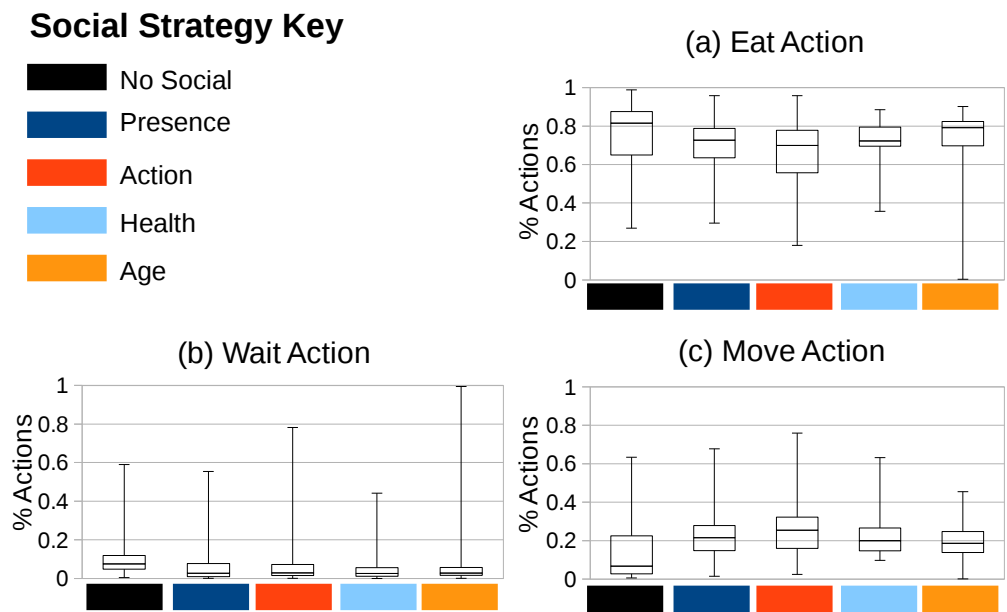 Social Strategy Key
No Social
Presence
Action
Health
Age
(a) Eat Action
% Actions
1
0.8
0.6
0.4
0.2
0
(b) Wait Action
% Actions
1
0.8
0.6
0.4
0.2
0
(c) Move Action
% Actions
1
0.8
0.6
0.4
0.2
0